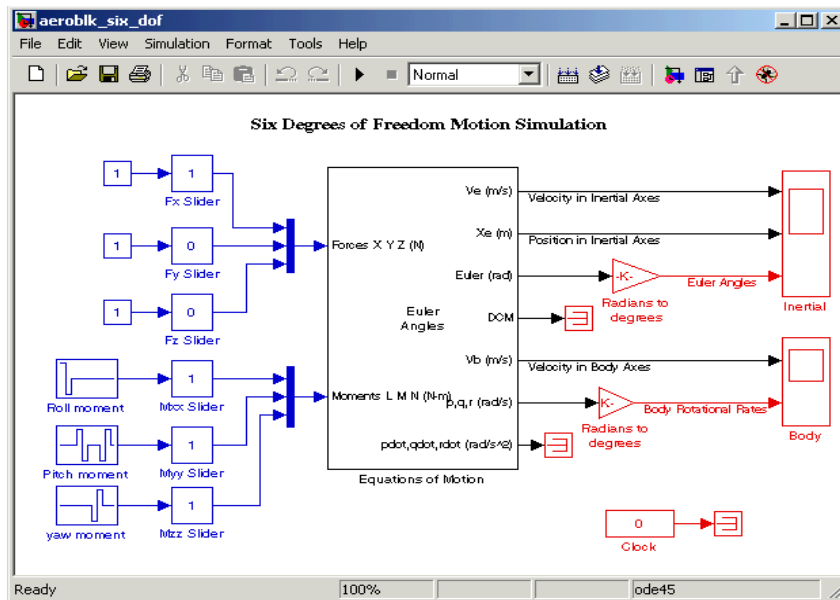 aeroblk_six_dof
File Edit View Simulation Format Tools Help
Normal
Six Degrees of Freedom Motion Simulation
1
1
Fx Slider
1
0
Fy Slider
1
0
Fz Slider
Roll moment
1
Mxx Slider
Pitch moment
1
Myy Slider
yaw moment
1
Mzz Slider
Forces X Y Z (N)
Moments L M N (N-m)
Euler
Angles
Ve (m/s)
Xe (m)
Euler (rad)
DCM
Vb (m/s)
p,q,r (rad/s)
pdot,qdot,rdot (rad/s^2)
Equations of Motion
Velocity in Inertial Axes
Position in Inertial Axes
-K-
Radians to
degrees
Euler Angles
Inertial
Velocity in Body Axes
-K-
Radians to
degrees
Body Rotational Rates
Body
0
Clock
Ready 100% ode45